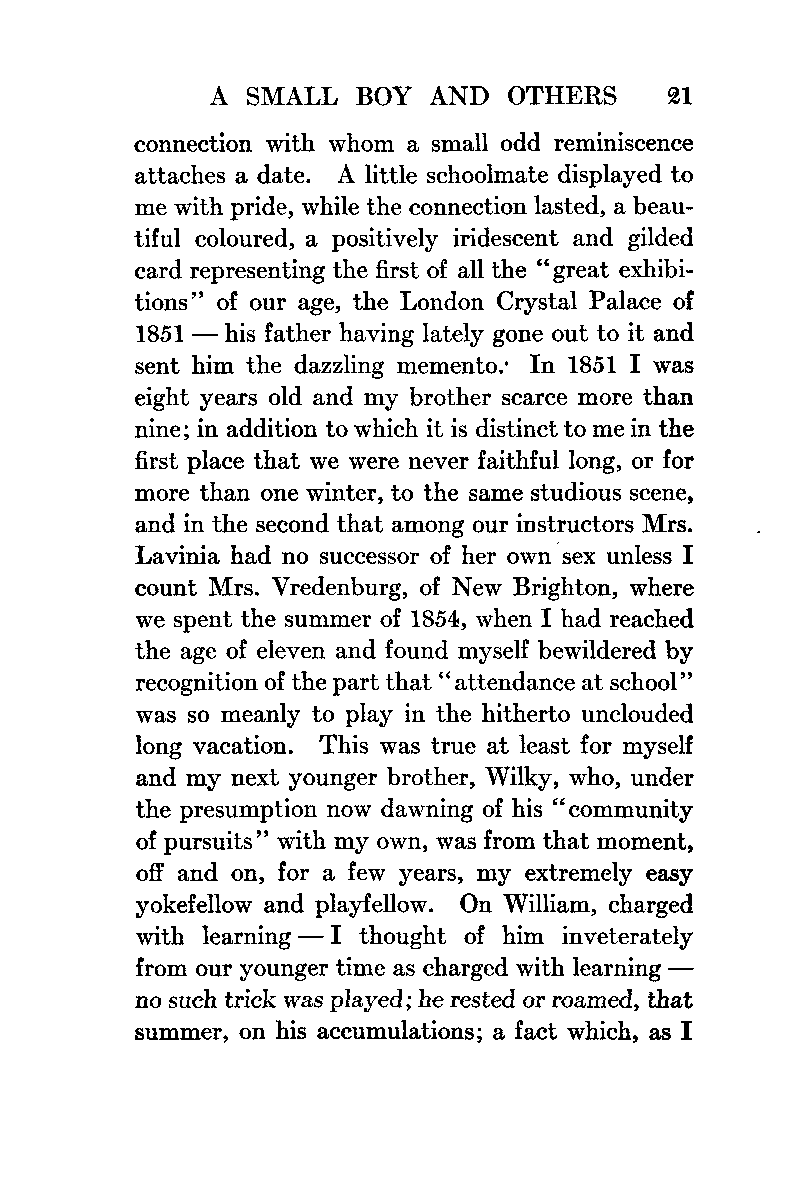 A SMALL BOY AND OTHERS 21
connection with whom a small odd reminiscence
attaches a date. A little schoolmate displayed to
me with pride, while the connection lasted, a beau-
tiful coloured, a positively iridescent and gilded
card representing the first of all the “great exhibi-
tions” of our age, the London Crystal Palace of
1851 — his father having lately gone out to it and
sent him the dazzling memento. In 1851 I was
eight years old and my brother scarce more than
nine; in addition to which it is distinct to me in the
first place that we were never faithful long, or for
more than one winter, to the same studious scene,
and in the second that among our instructors Mrs.
Lavinia had no successor of her own sex unless I
count Mrs. Vredenburg, of New Brighton, where
we spent the summer of 1854, when I had reached
the age of eleven and found myself bewildered by
recognition of the part that “attendance at school”
was so meanly to play in the hitherto unclouded
long vacation. This was true at least for myself
and my next younger brother, Wilky, who, under
the presumption now dawning of his “community
of pursuits” with my own, was from that moment,
off and on, for a few years, my extremely easy
yokefellow and playfellow. On William, charged
with learning — I thought of him inveterately
from our younger time as charged with learning —
no such trick was played; he rested or roamed, that
summer, on his accumulations; a fact which, as I